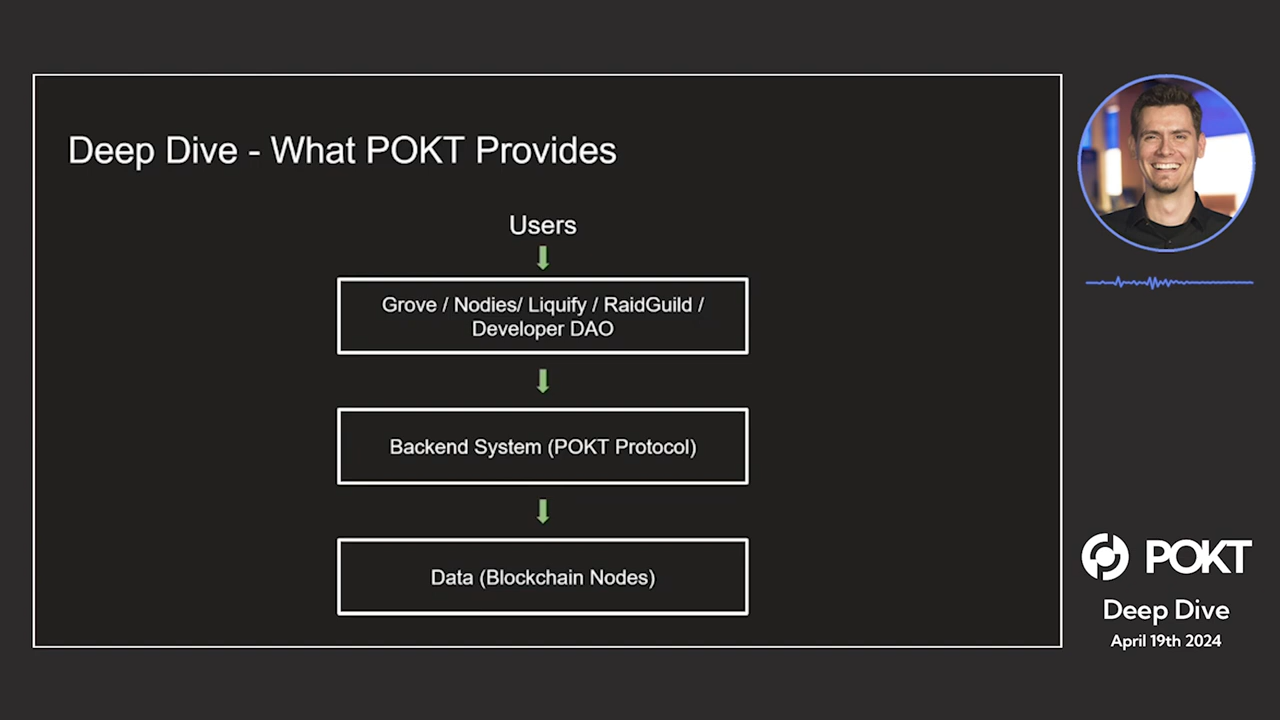 Deep Dive - What POKT Provides
Users
Grove / Nodies/ Liquify / RaidGuild /
Developer DAO
Backend System (POKT Protocol)
Data (Blockchain Nodes)
POKT
Deep Dive
April 19th 2024